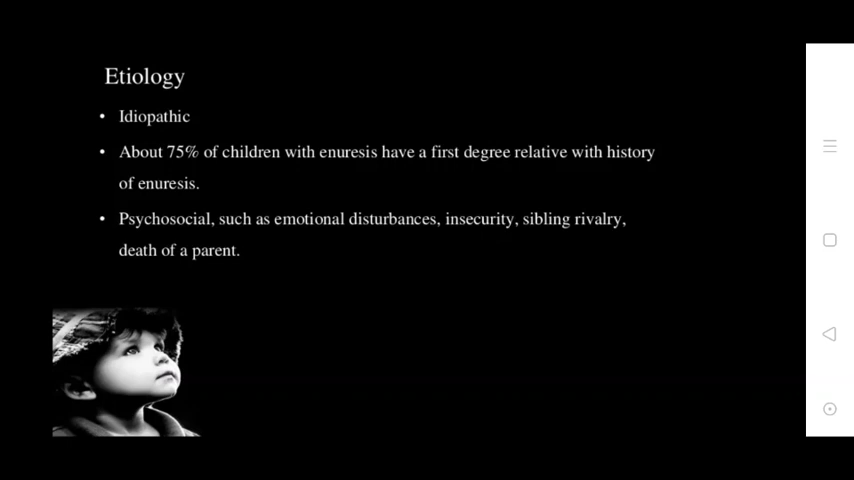 Etiology
• Idiopathic
• About 75% of children with enuresis have a first degree relative with history
of enuresis.
• Psychosocial, such as emotional disturbances, insecurity, sibling rivalry,
death of a parent.